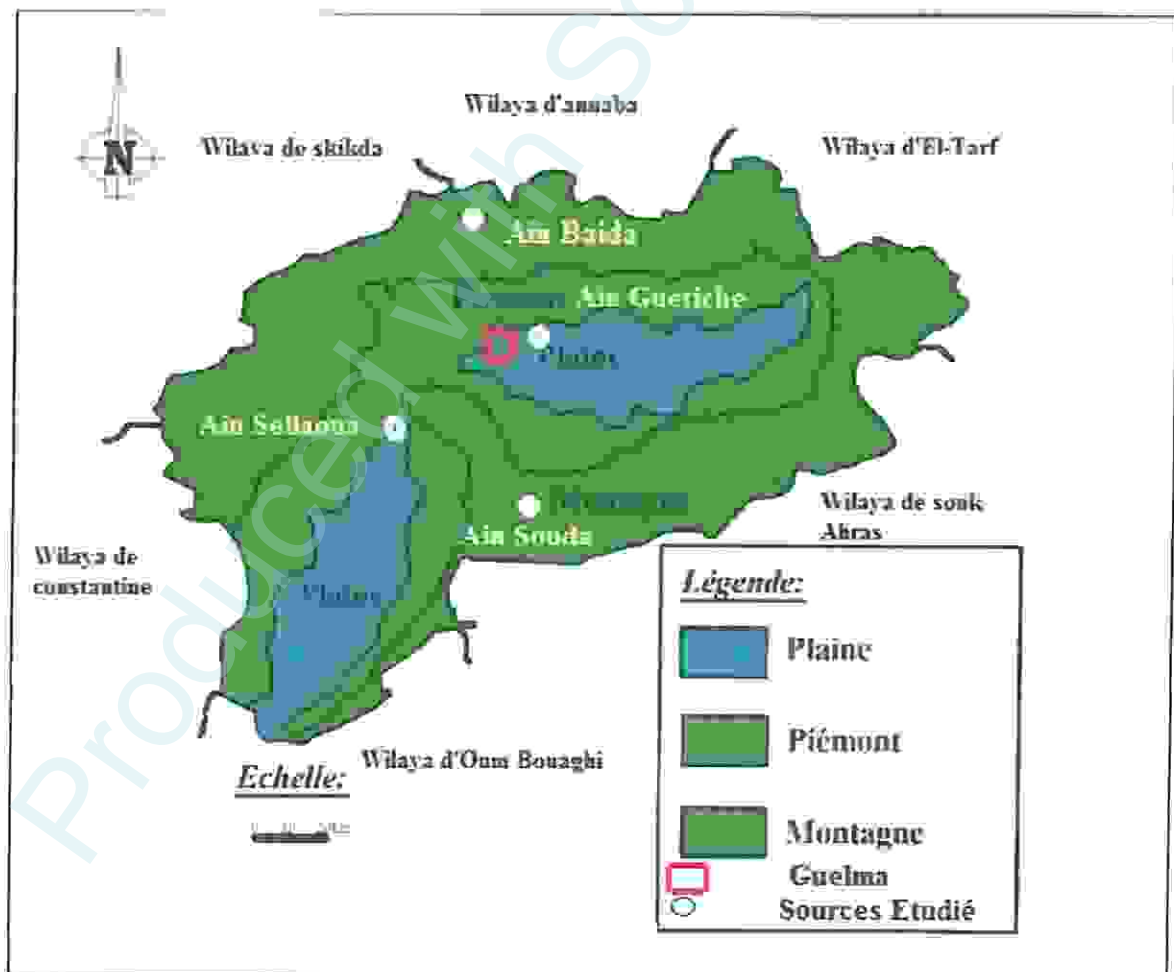 Wilaya d'annaba
Wilaya de skikda
Wilaya d'El-Tarf
N
Ain Baida
Ain Guetiche
Plaine
Ain Sellaoua
Ain Souda
Wilaya de souk
Ahras
Wilaya de
constantine
Plaine
Légende:
Plaine
Piémont
Montagne
Guelma
Sources Etudié
Wilaya d'Oum Bouaghi
Echelle:
Produced with